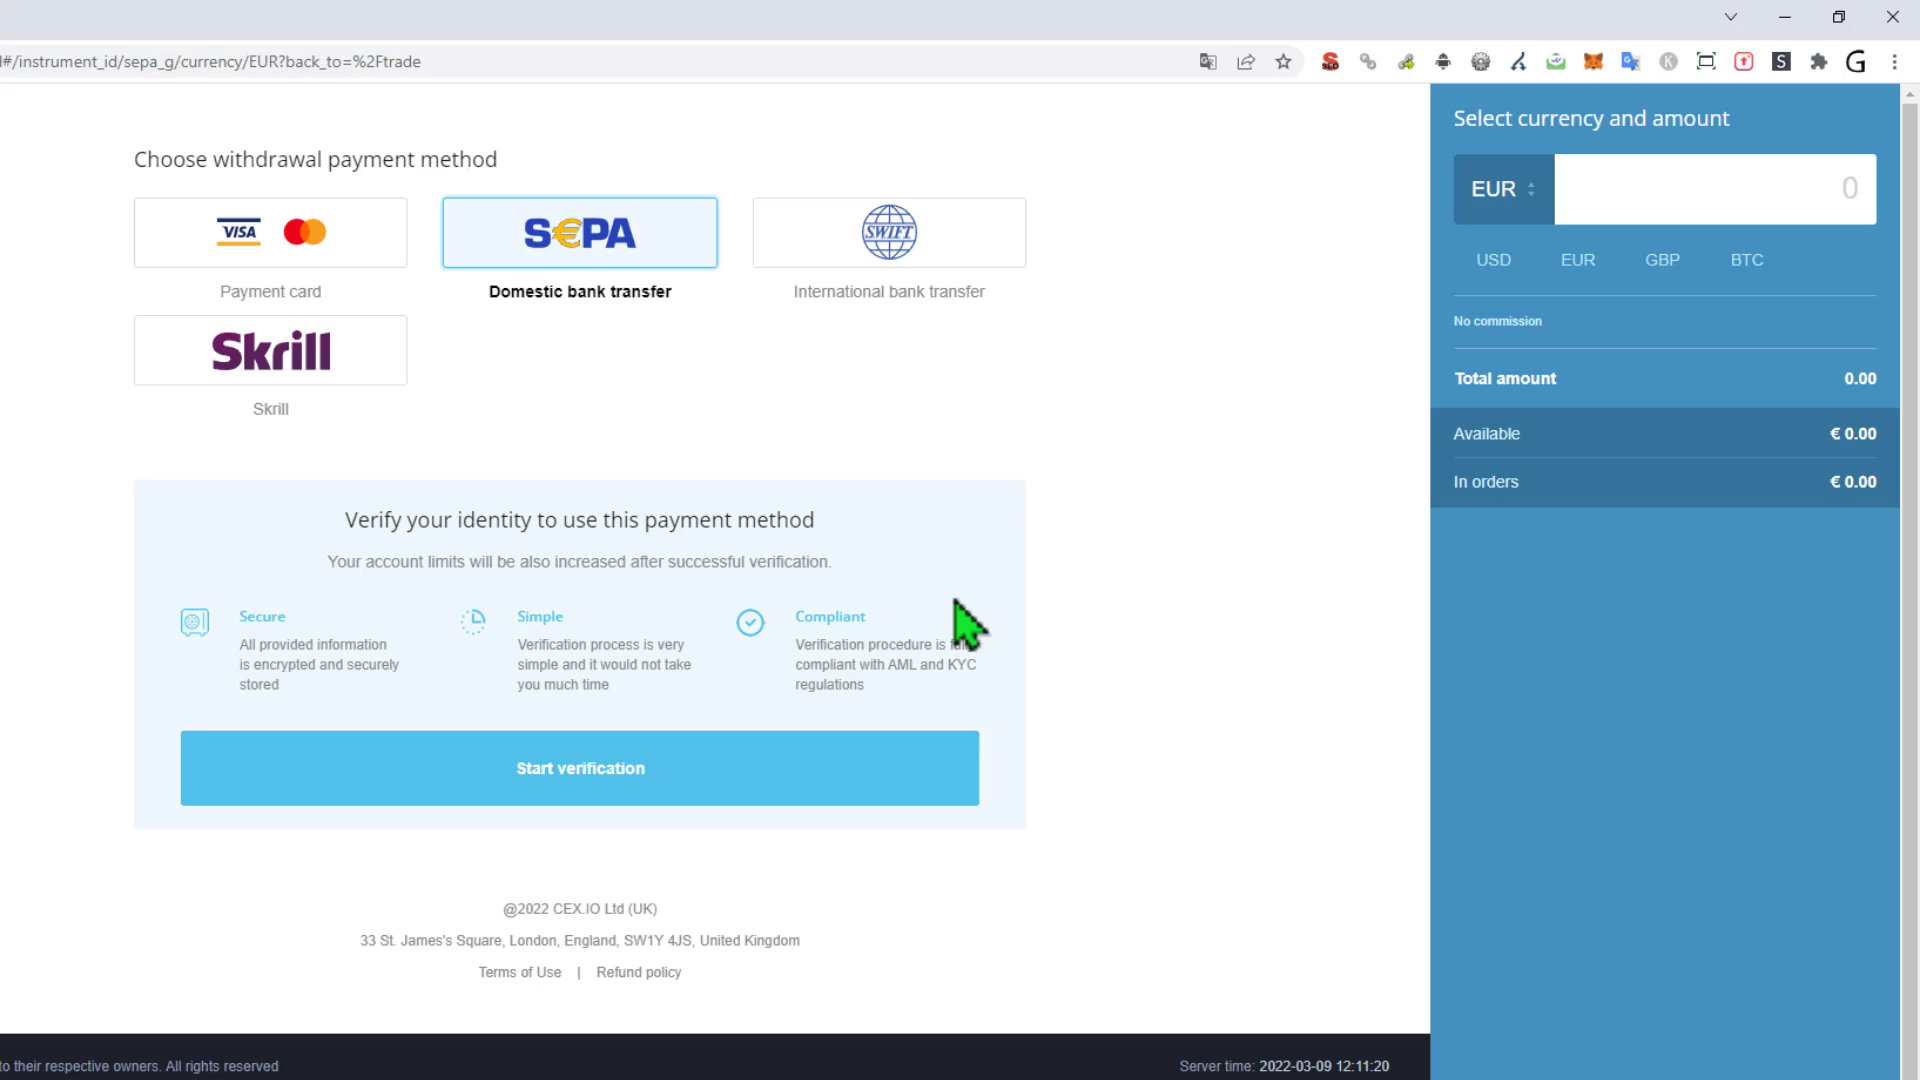 l#/instrument_id/sepa_g/currency/EUR?back_to=%2Ftrade
Choose withdrawal payment method
VISA
SEPA
SWIFT
Payment card
Domestic bank transfer
International bank transfer
Skrill
Skrill
Verify your identity to use this payment method
Your account limits will be also increased after successful verification.
Secure
All provided information
is encrypted and securely
stored
Simple
Verification process is very
simple and it would not take
you much time
Compliant
Verification procedure is
compliant with AML and KYC
regulations
Start verification
@2022 CEX.IO Ltd (UK)
33 St. James's Square, London, England, SW1Y 4JS, United Kingdom
Terms of Use | Refund policy
to their respective owners. All rights reserved
Server time: 2022-03-09 12:11:20
Select currency and amount
EUR 0
USD EUR GBP BTC
No commission
Total amount 0.00
Available € 0.00
In orders € 0.00